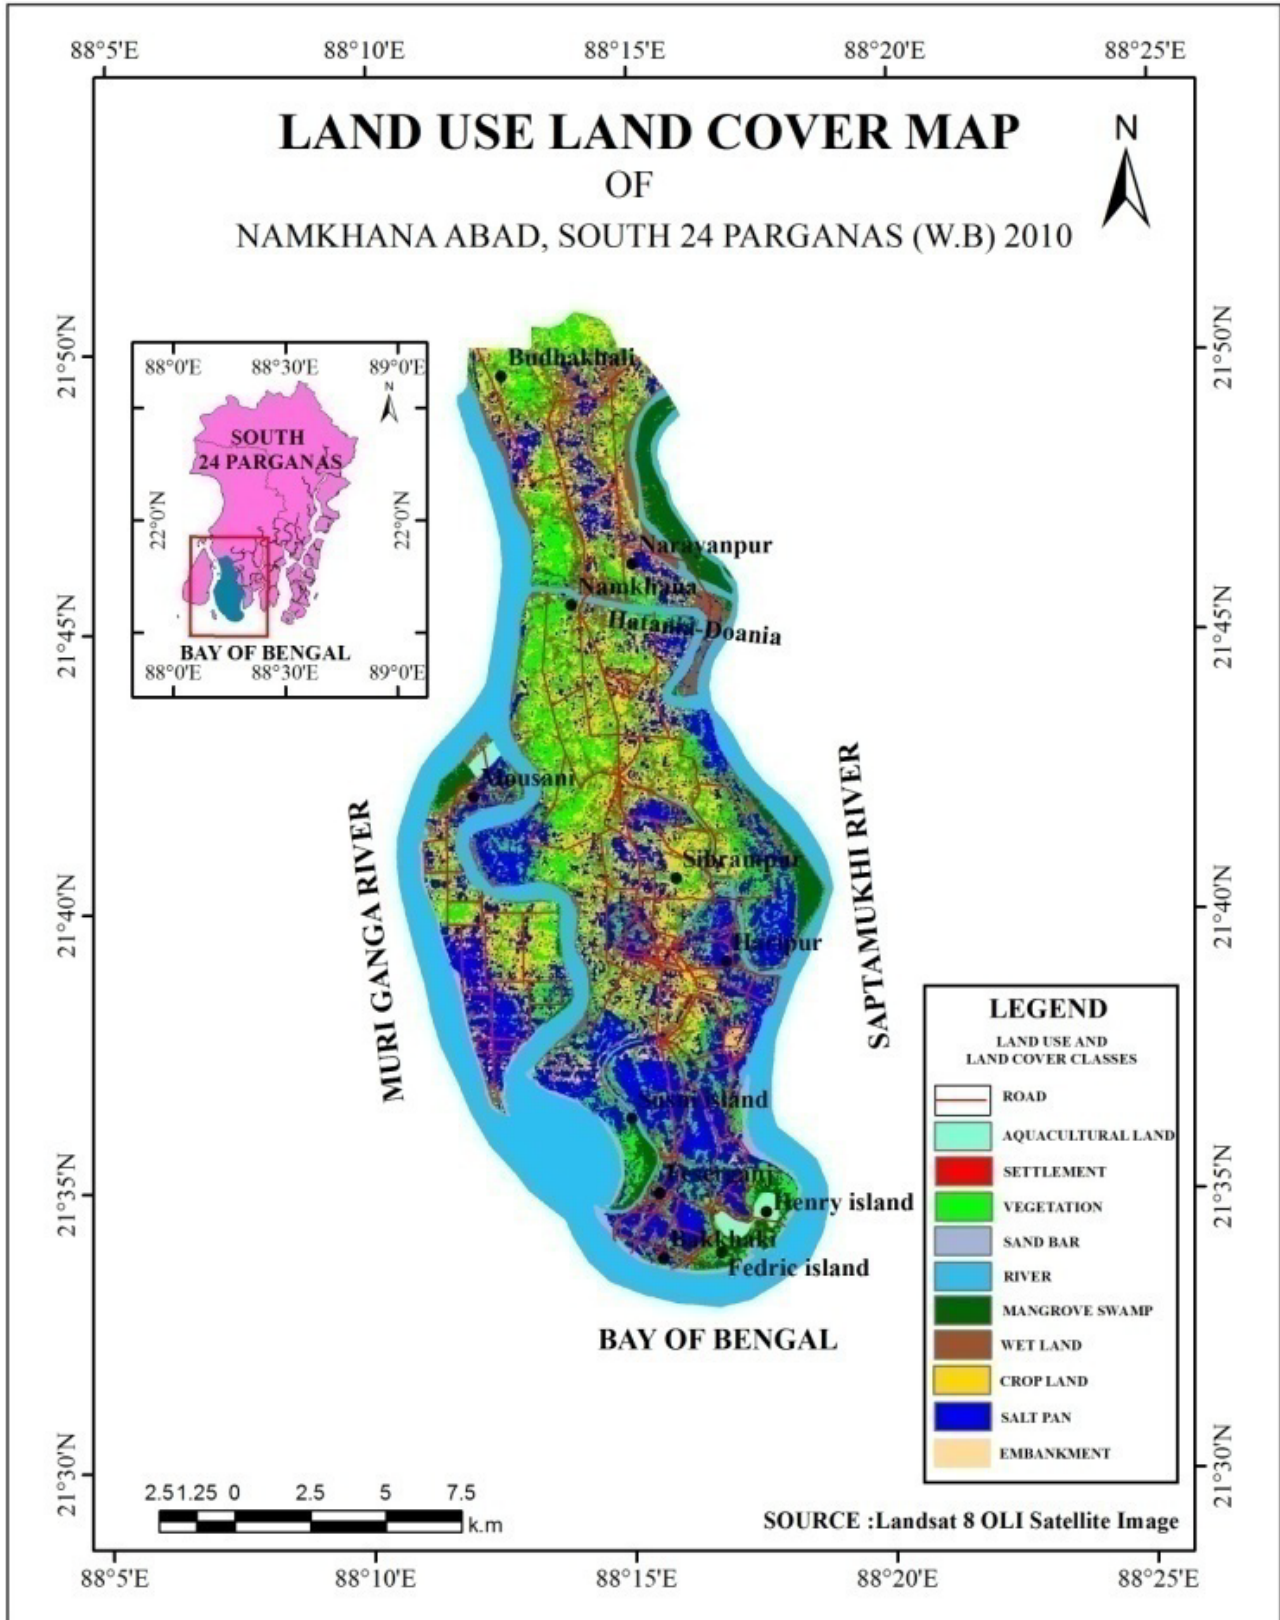 88°5'E 88°10'E 88°15'E 88°20'E 88°25'E
LAND USE LAND COVER MAP
OF
NAMKHANA ABAD, SOUTH 24 PARGANAS (W.B) 2010
N
21°50'N
21°45'N
21°40'N
21°35'N
21°30'N
88°0'E 88°30'E 89°0'E
N
SOUTH
24 PARGANAS
22°0'N
22°0'N
BAY OF BENGAL
88°0'E 88°30'E 89°0'E
Budhakhali
Narayanpur
Namkhana
Hatania-Doania
Mousani
Sibrampur
Haripur
Susni island
Henry island
Bakkhali
Fedric island
MURI GANGA RIVER
SAPTAMUKHI RIVER
BAY OF BENGAL
21°50'N
21°45'N
21°40'N
21°35'N
21°30'N
LEGEND
LAND USE AND
LAND COVER CLASSES
ROAD
AQUACULTURAL LAND
SETTLEMENT
VEGETATION
SAND BAR
RIVER
MANGROVE SWAMP
WET LAND
CROP LAND
SALT PAN
EMBANKMENT
2.5 1.25 0 2.5 5 7.5
k.m
SOURCE :Landsat 8 OLI Satellite Image
88°5'E 88°10'E 88°15'E 88°20'E 88°25'E